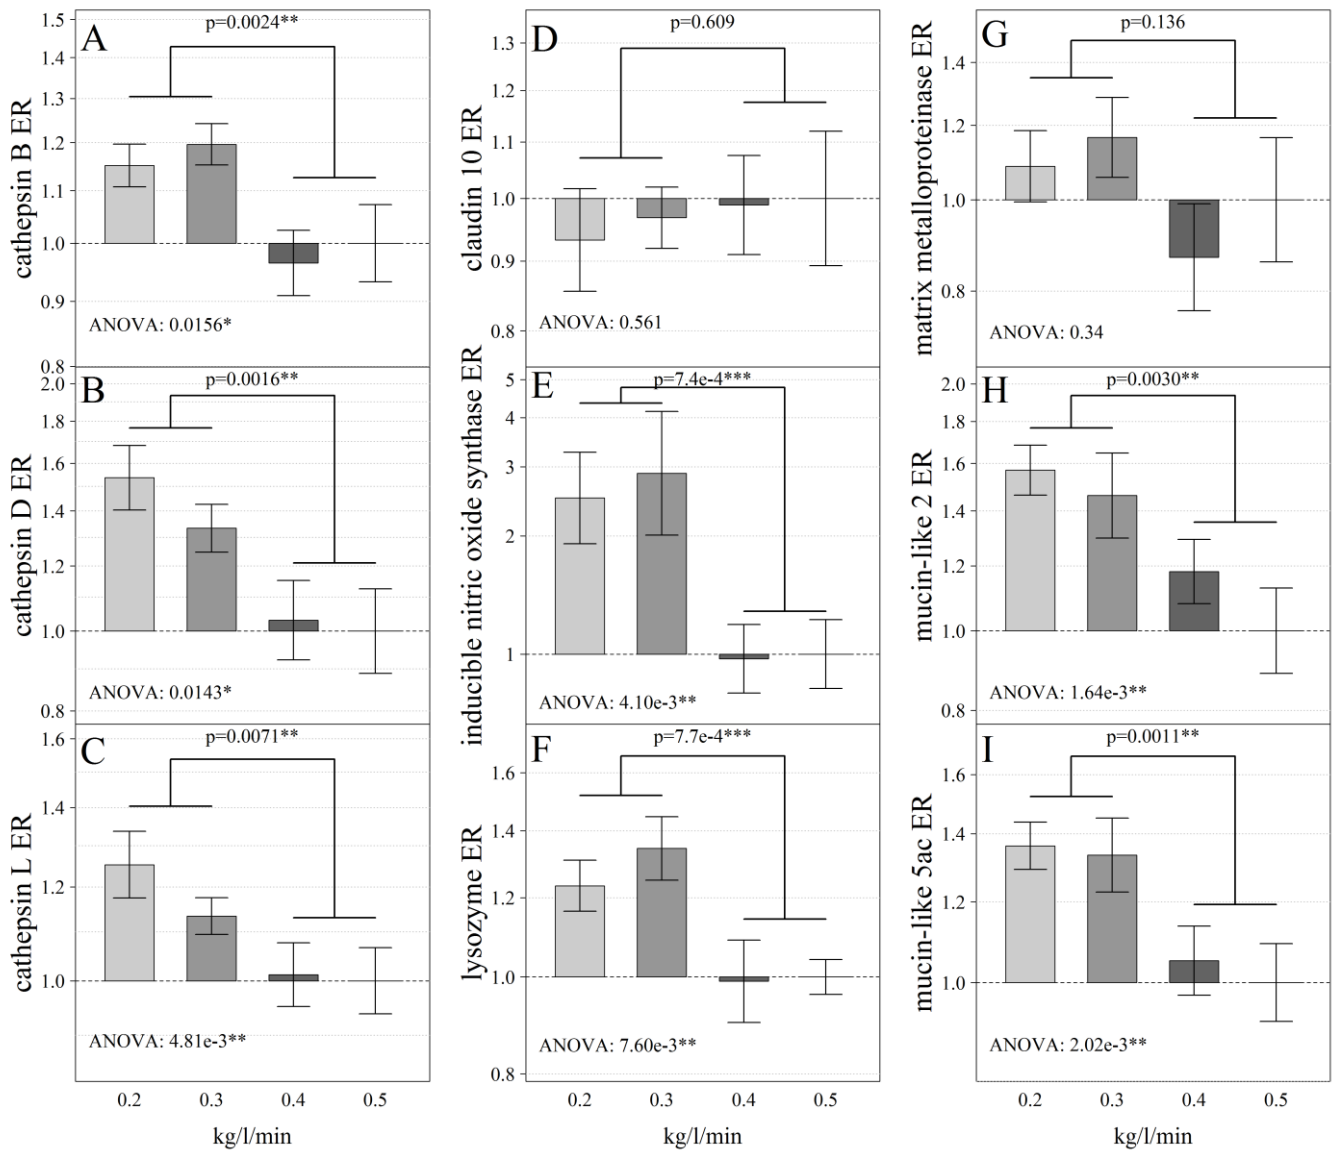 A
p=0.0024**
cathepsin B ER
1.5
1.4
1.3
1.2
1.1
1.0
0.9
0.8
ANOVA: 0.0156*
B
p=0.0016**
cathepsin D ER
2.0
1.8
1.6
1.4
1.2
1.0
0.8
ANOVA: 0.0143*
C
p=0.0071**
cathepsin L ER
1.6
1.4
1.2
1.0
ANOVA: 4.81e-3**
0.2 0.3 0.4 0.5
kg/l/min
D
p=0.609
claudin 10 ER
1.3
1.2
1.1
1.0
0.9
0.8
ANOVA: 0.561
E
p=7.4e-4***
inducible nitric oxide synthase ER
5
4
3
2
1
ANOVA: 4.10e-3**
F
p=7.7e-4***
lysozyme ER
1.6
1.4
1.2
1.0
0.8
ANOVA: 7.60e-3**
0.2 0.3 0.4 0.5
kg/l/min
G
p=0.136
matrix metalloproteinase ER
1.4
1.2
1.0
0.8
ANOVA: 0.34
H
p=0.0030**
mucin-like 2 ER
2.0
1.8
1.6
1.4
1.2
1.0
0.8
ANOVA: 1.64e-3**
I
p=0.0011**
mucin-like 5ac ER
1.6
1.4
1.2
1.0
ANOVA: 2.02e-3**
0.2 0.3 0.4 0.5
kg/l/min